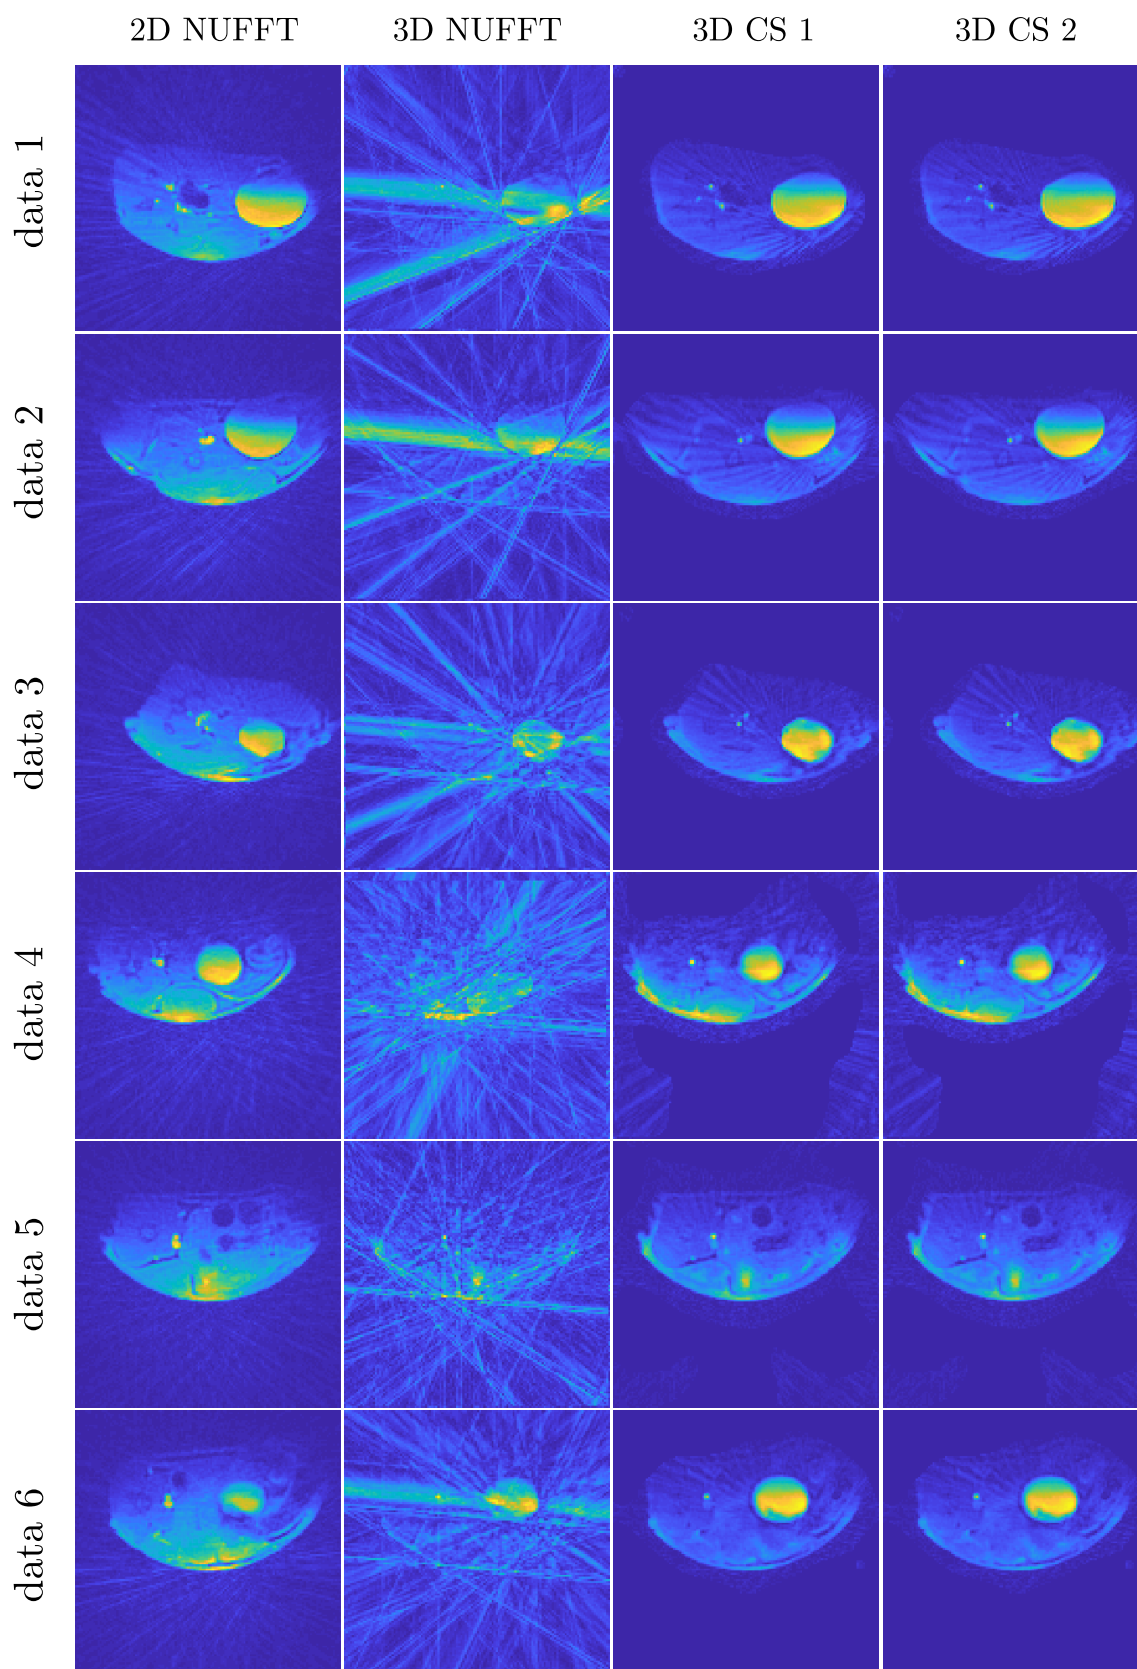 2D NUFFT 3D NUFFT 3D CS 1 3D CS 2
data 1
data 2
data 3
data 4
data 5
data 6